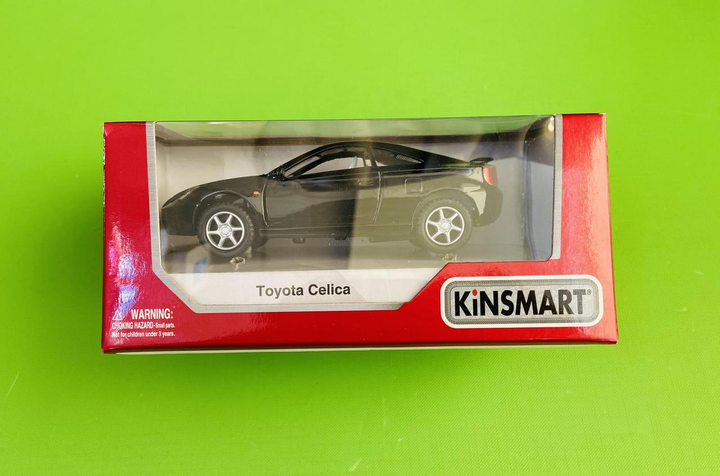 Toyota Celica
KiNSMART®
⚠ WARNING:
CHOKING HAZARD-Small parts.
Not for children under 3 years.